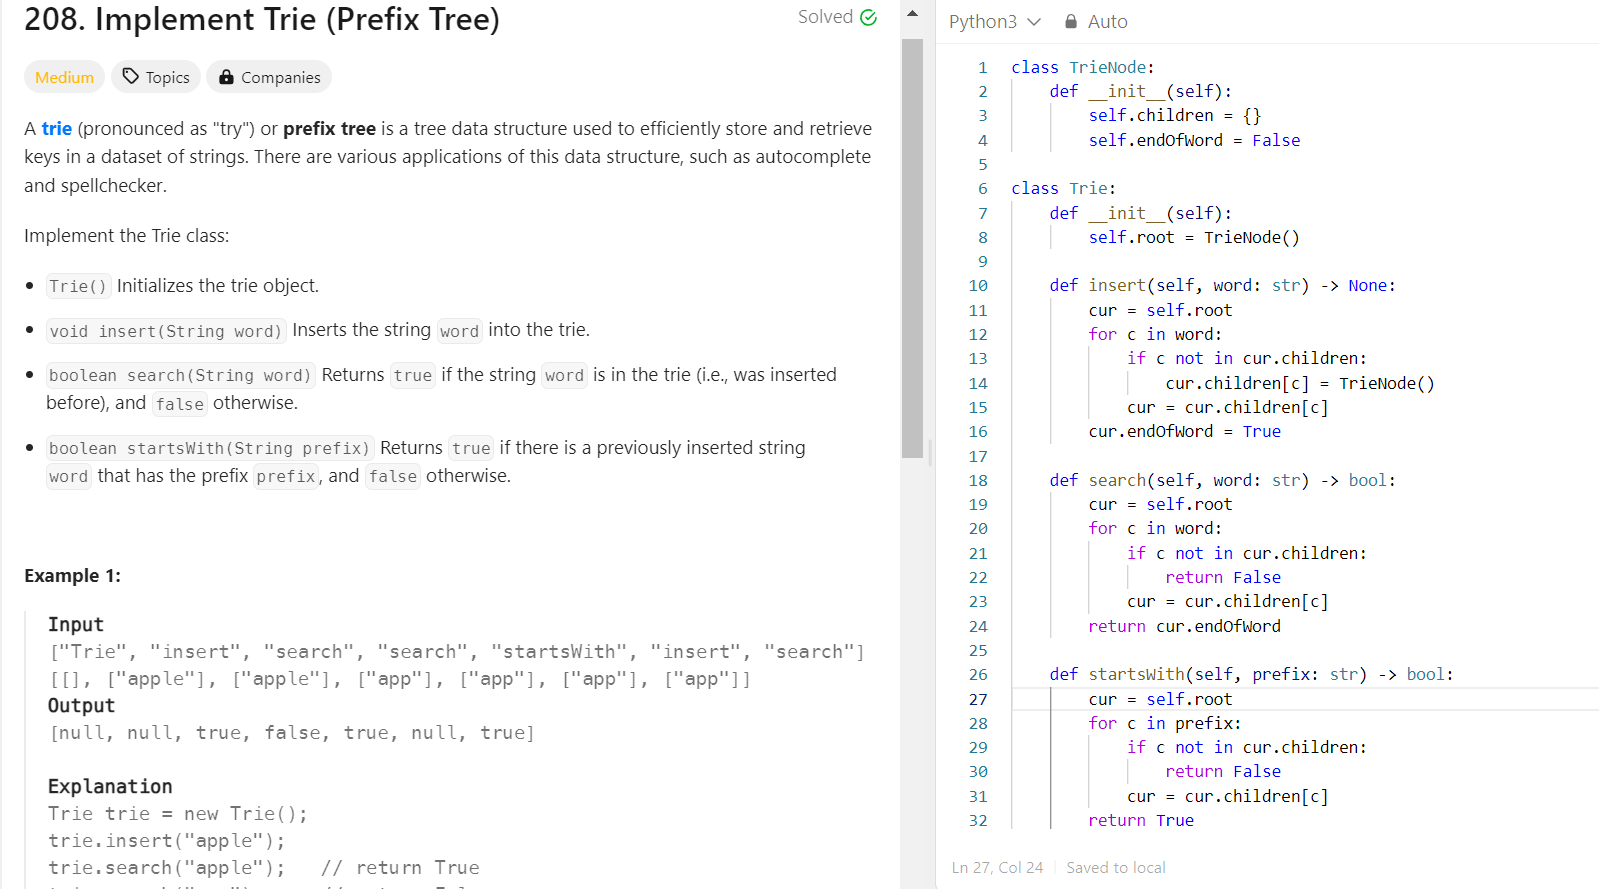 208. Implement Trie (Prefix Tree)
Solved
Medium Topics Companies
A trie (pronounced as "try") or prefix tree is a tree data structure used to efficiently store and retrieve
keys in a dataset of strings. There are various applications of this data structure, such as autocomplete
and spellchecker.
Implement the Trie class:
• Trie() Initializes the trie object.
• void insert(String word) Inserts the string word into the trie.
• boolean search(String word) Returns true if the string word is in the trie (i.e., was inserted
before), and false otherwise.
• boolean startsWith(String prefix) Returns true if there is a previously inserted string
word that has the prefix prefix, and false otherwise.
Example 1:
Input
["Trie", "insert", "search", "search", "startsWith", "insert", "search"]
[[], ["apple"], ["apple"], ["app"], ["app"], ["app"], ["app"]]
Output
[null, null, true, false, true, null, true]
Explanation
Trie trie = new Trie();
trie.insert("apple");
trie.search("apple");   // return True
Python3 Auto
1 class TrieNode:
2     def __init__(self):
3         self.children = {}
4         self.endOfWord = False
5
6 class Trie:
7     def __init__(self):
8         self.root = TrieNode()
9
10     def insert(self, word: str) -> None:
11         cur = self.root
12         for c in word:
13             if c not in cur.children:
14                 cur.children[c] = TrieNode()
15             cur = cur.children[c]
16         cur.endOfWord = True
17
18     def search(self, word: str) -> bool:
19         cur = self.root
20         for c in word:
21             if c not in cur.children:
22                 return False
23             cur = cur.children[c]
24         return cur.endOfWord
25
26     def startsWith(self, prefix: str) -> bool:
27         cur = self.root
28         for c in prefix:
29             if c not in cur.children:
30                 return False
31             cur = cur.children[c]
32         return True
Ln 27, Col 24 Saved to local